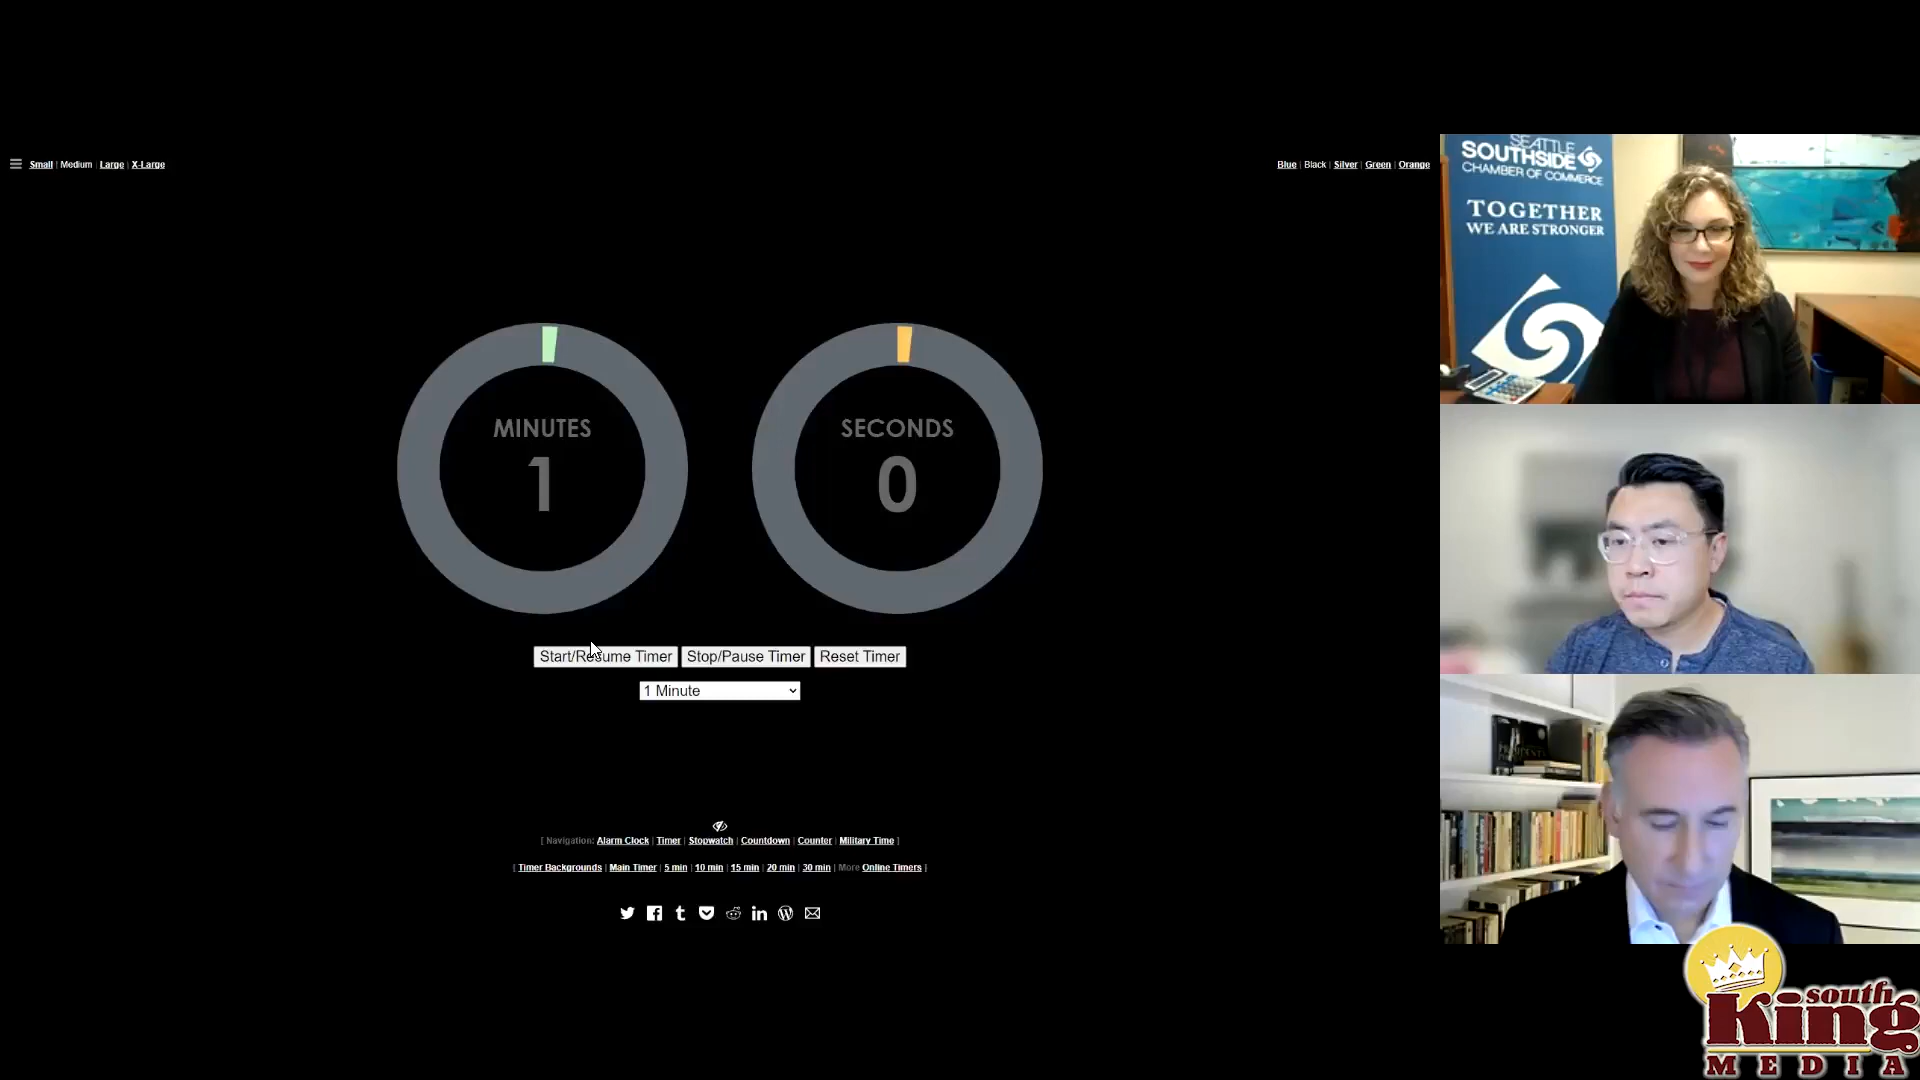 Small | Medium | Large | X-Large
Blue | Black | Silver | Green | Orange
SEATTLE
SOUTHSIDE
CHAMBER OF COMMERCE
TOGETHER
WE ARE STRONGER
MINUTES
1
SECONDS
0
Start/Resume Timer
Stop/Pause Timer
Reset Timer
1 Minute
[ Navigation: Alarm Clock | Timer | Stopwatch | Countdown | Counter | Military Time ]
[ Timer Backgrounds | Main Timer | 5 min | 10 min | 15 min | 20 min | 30 min | More Online Timers ]
south
King
MEDIA